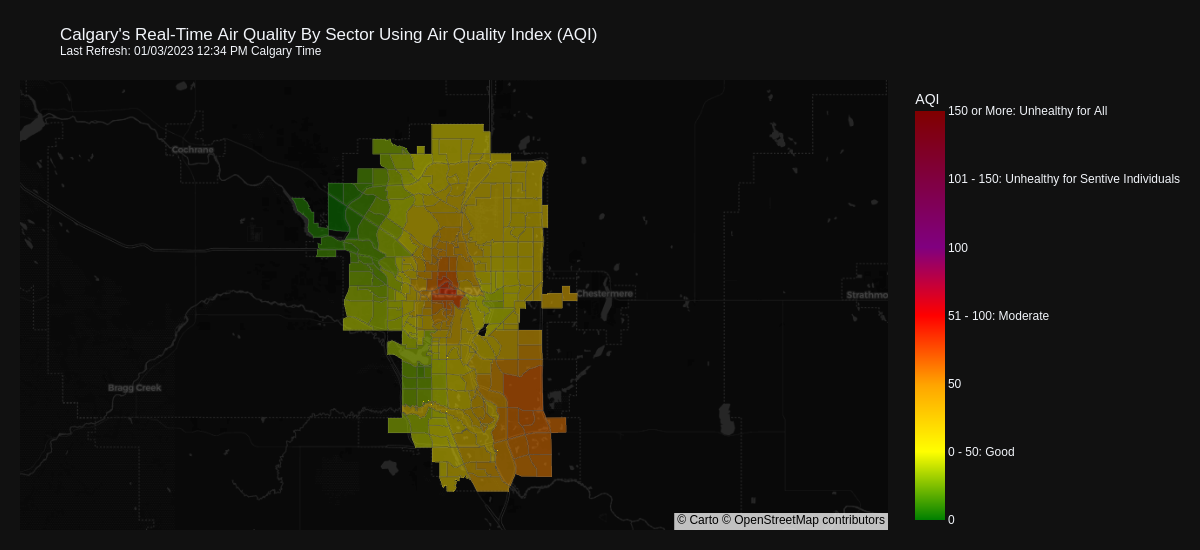 Calgary's Real-Time Air Quality By Sector Using Air Quality Index (AQI)
Last Refresh: 01/03/2023 12:34 PM Calgary Time
AQI
150 or More: Unhealthy for All
Cochrane
101 - 150: Unhealthy for Sentive Individuals
100
Chestermere
Strathmo
51 - 100: Moderate
50
Bragg Creek
0 - 50: Good
© Carto © OpenStreetMap contributors
0